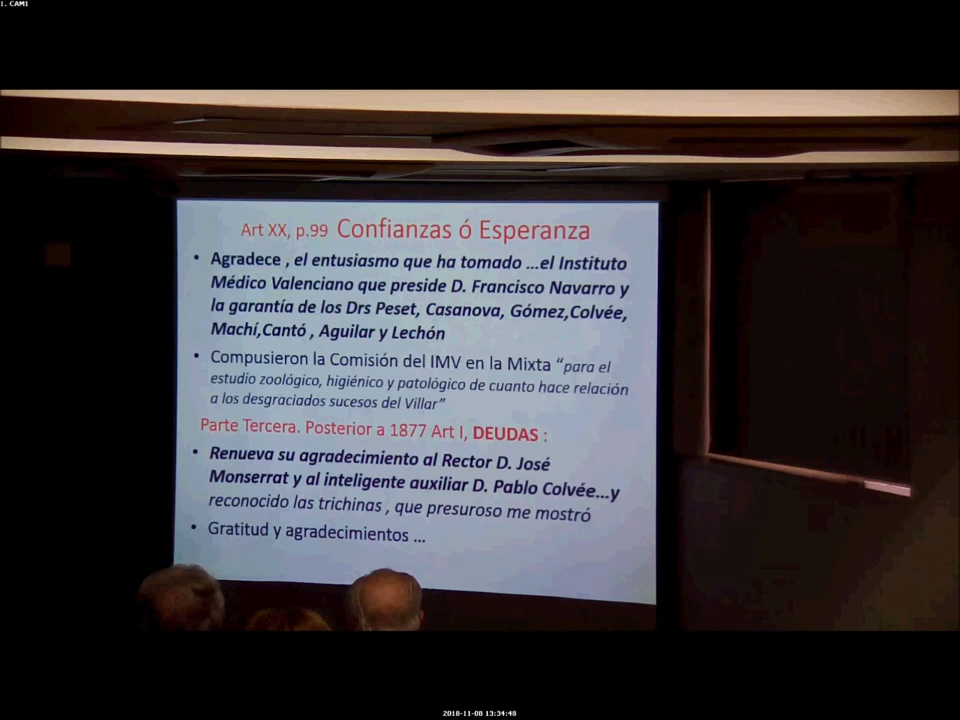 1. CAM1
Art XX, p.99 Confianzas ó Esperanza
• Agradece , el entusiasmo que ha tomado ...el Instituto
Médico Valenciano que preside D. Francisco Navarro y
la garantía de los Drs Peset, Casanova, Gómez,Colvée,
Machí,Cantó , Aguilar y Lechón
• Compusieron la Comisión del IMV en la Mixta “para el
estudio zoológico, higiénico y patológico de cuanto hace relación
a los desgraciados sucesos del Villar”
Parte Tercera. Posterior a 1877 Art I, DEUDAS :
• Renueva su agradecimiento al Rector D. José
Monserrat y al inteligente auxiliar D. Pablo Colvée...y
reconocido las trichinas , que presuroso me mostró
• Gratitud y agradecimientos ...
2018-11-08 13:34:48